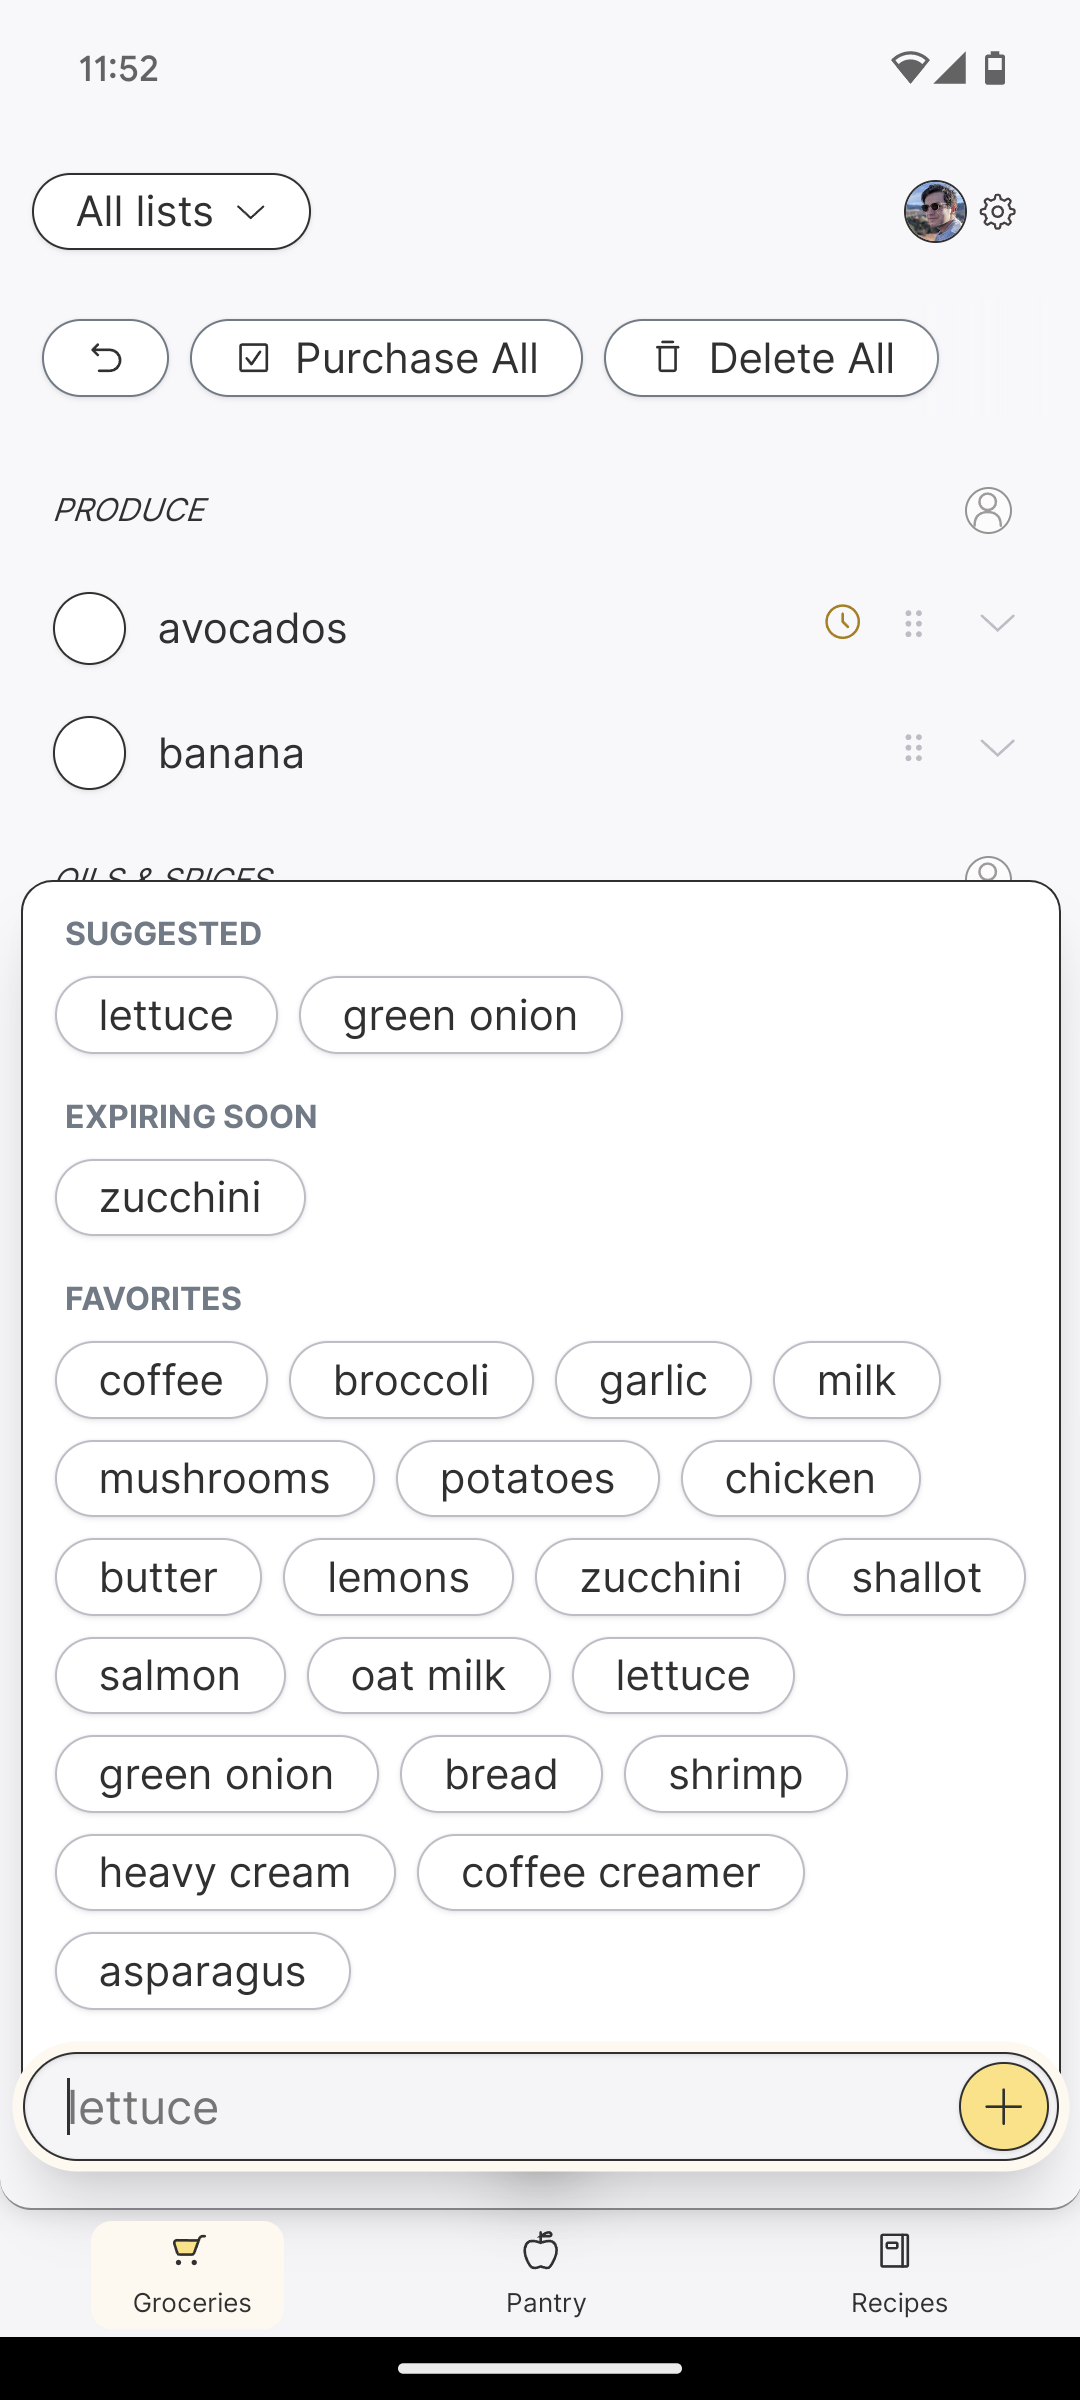 11:52
All lists
Purchase All Delete All
PRODUCE
avocados
banana
OILS & SPICES
SUGGESTED
lettuce green onion
EXPIRING SOON
zucchini
FAVORITES
coffee broccoli garlic milk
mushrooms potatoes chicken
butter lemons zucchini shallot
salmon oat milk lettuce
green onion bread shrimp
heavy cream coffee creamer
asparagus
lettuce
Groceries Pantry Recipes